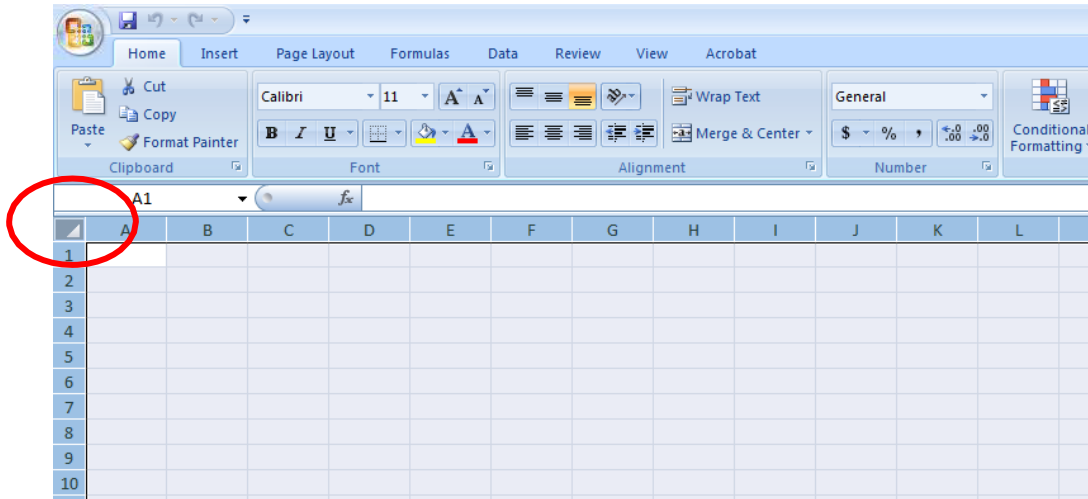 Home Insert Page Layout Formulas Data Review View Acrobat
Cut
Copy
Format Painter
Paste
Calibri 11 A A
B I U A
Wrap Text
Merge & Center
General
$ % , .0 .00 .00 .0
Conditional
Formatting
Clipboard Font Alignment Number
A1 fx
A B C D E F G H I J K L
1
2
3
4
5
6
7
8
9
10